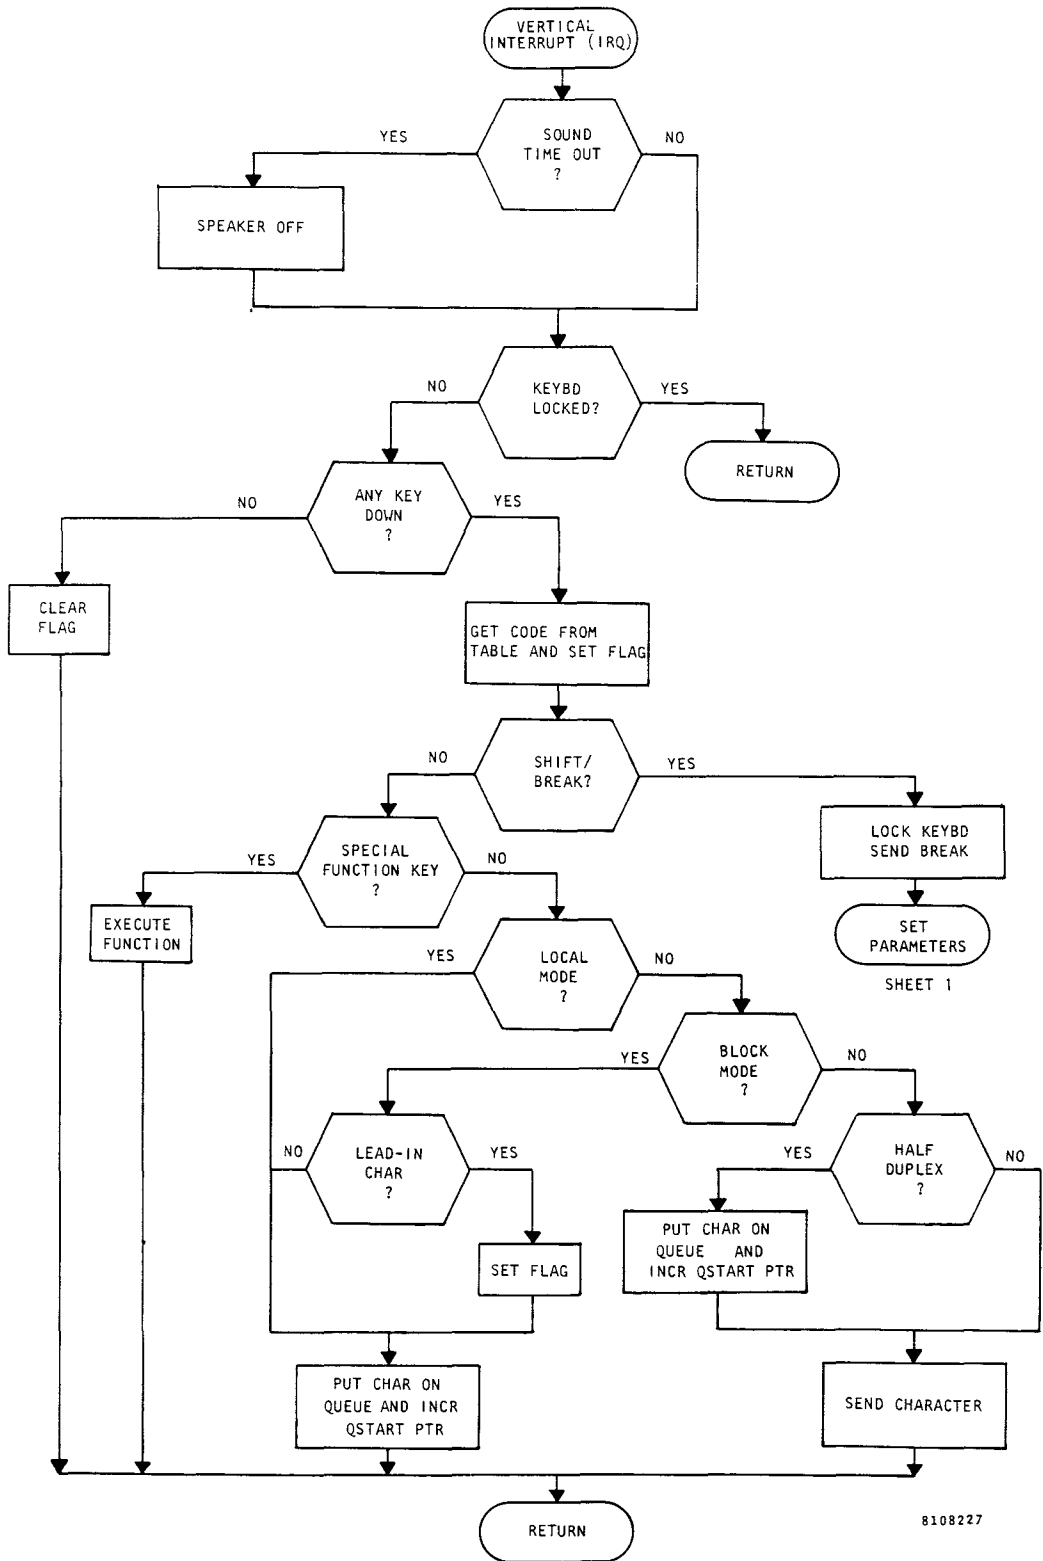 VERTICAL
INTERRUPT (IRQ)
YES
SOUND
TIME OUT
?
NO
SPEAKER OFF
NO
KEYBD
LOCKED?
YES
RETURN
NO
ANY KEY
DOWN
?
YES
CLEAR
FLAG
GET CODE FROM
TABLE AND SET FLAG
NO
SHIFT/
BREAK?
YES
LOCK KEYBD
SEND BREAK
YES
SPECIAL
FUNCTION KEY
?
NO
EXECUTE
FUNCTION
SET
PARAMETERS
SHEET 1
YES
LOCAL
MODE
?
NO
YES
BLOCK
MODE
?
NO
NO
LEAD-IN
CHAR
?
YES
YES
HALF
DUPLEX
?
NO
SET FLAG
PUT CHAR ON
QUEUE AND
INCR QSTART PTR
PUT CHAR ON
QUEUE AND INCR
QSTART PTR
SEND CHARACTER
RETURN
8108227